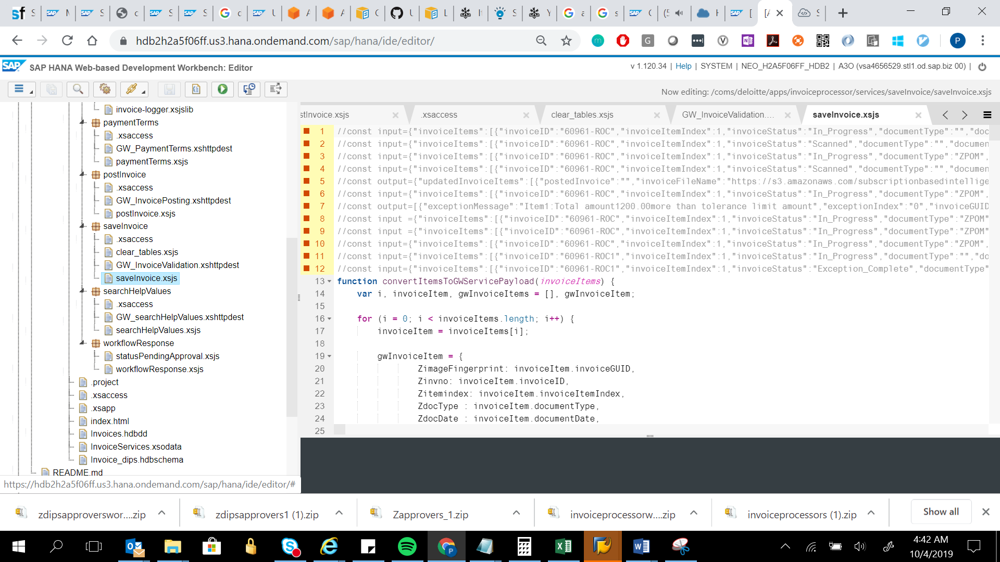 hdb2h2a5f06ff.us3.hana.ondemand.com/sap/hana/ide/editor/
SAP SAP HANA Web-based Development Workbench: Editor
v 1.120.34 | Help | SYSTEM | NEO_H2A5F06FF_HDB2 | A3O (vsa4656529.stl1.od.sap.biz 00) |
Now editing: /coms/deloitte/apps/invoiceprocessor/services/saveInvoice/saveInvoice.xsjs
invoice-logger.xsjslib
paymentTerms
.xsaccess
GW_PaymentTerms.xshttpdest
paymentTerms.xsjs
postInvoice
.xsaccess
GW_InvoicePosting.xshttpdest
postInvoice.xsjs
saveInvoice
.xsaccess
clear_tables.xsjs
GW_InvoiceValidation.xshttpdest
saveInvoice.xsjs
searchHelpValues
.xsaccess
GW_searchHelpValues.xshttpdest
searchHelpValues.xsjs
workflowResponse
statusPendingApproval.xsjs
workflowResponse.xsjs
.project
.xsaccess
.xsapp
index.html
Invoices.hdbdd
InvoiceServices.xsodata
Invoice_dips.hdbschema
README.md
https://hdb2h2a5f06ff.us3.hana.ondemand.com/sap/hana/ide/editor/#
stInvoice.xsjs .xsaccess clear_tables.xsjs GW_InvoiceValidation.... saveInvoice.xsjs
1 //const input={"invoiceItems":[{"invoiceID":"60961-ROC","invoiceItemIndex":1,"invoiceStatus":"In_Progress","documentType":"","doc
2 //const input={"invoiceItems":[{"invoiceID":"60961-ROC","invoiceItemIndex":1,"invoiceStatus":"Scanned","documentType":"","documen
3 //const input={"invoiceItems":[{"invoiceID":"60961-ROC","invoiceItemIndex":1,"invoiceStatus":"In_Progress","documentType":"ZPOM",
4 //const input={"invoiceItems":[{"invoiceID":"60961-ROC","invoiceItemIndex":1,"invoiceStatus":"Scanned","documentType":"","documen
5 //const output={"updatedInvoiceItems":[{"postedInvoice":"","invoiceFileName":"https://s3.amazonaws.com/subscriptionbasedintellige
6 //const input={"invoiceItems":[{"invoiceID":"60961-ROC","invoiceItemIndex":1,"invoiceStatus":"In_Progress","documentType":"ZPOM",
7 //const output=[{"exceptionMessage":"Item1:Total amount1200.00more than tolerance limit amount","exceptionIndex":"0","invoiceGUID
8 //const input ={"invoiceItems":[{"invoiceID":"60961-ROC","invoiceItemIndex":1,"invoiceStatus":"In_Progress","documentType":"ZPOM"
9 //const input ={"invoiceItems":[{"invoiceID":"60961-ROC","invoiceItemIndex":1,"invoiceStatus":"In_Progress","documentType":"ZPOM"
10 //const input={"invoiceItems":[{"invoiceID":"60961-ROC","invoiceItemIndex":1,"invoiceStatus":"In_Progress","documentType":"ZPOM",
11 //const input={"invoiceItems":[{"invoiceID":"60961-ROC1","invoiceItemIndex":1,"invoiceStatus":"In_Progress","documentType":"","do
12 //const input={"invoiceItems":[{"invoiceID":"60961-ROC1","invoiceItemIndex":1,"invoiceStatus":"Exception_Complete","documentType"
13 function convertItemsToGWServicePayload(invoiceItems) {
14 var i, invoiceItem, gwInvoiceItems = [], gwInvoiceItem;
15
16 for (i = 0; i < invoiceItems.length; i++) {
17 invoiceItem = invoiceItems[i];
18
19 gwInvoiceItem = {
20 ZimageFingerprint: invoiceItem.invoiceGUID,
21 Zinvno: invoiceItem.invoiceID,
22 Zitemindex: invoiceItem.invoiceItemIndex,
23 ZdocType : invoiceItem.documentType,
24 ZdocDate : invoiceItem.documentDate,
25
zdipsapproverswor....zip zdipsapprovers1 (1).zip Zapprovers_1.zip invoiceprocessorw....zip invoiceprocessors (1).zip Show all
4:42 AM
10/4/2019